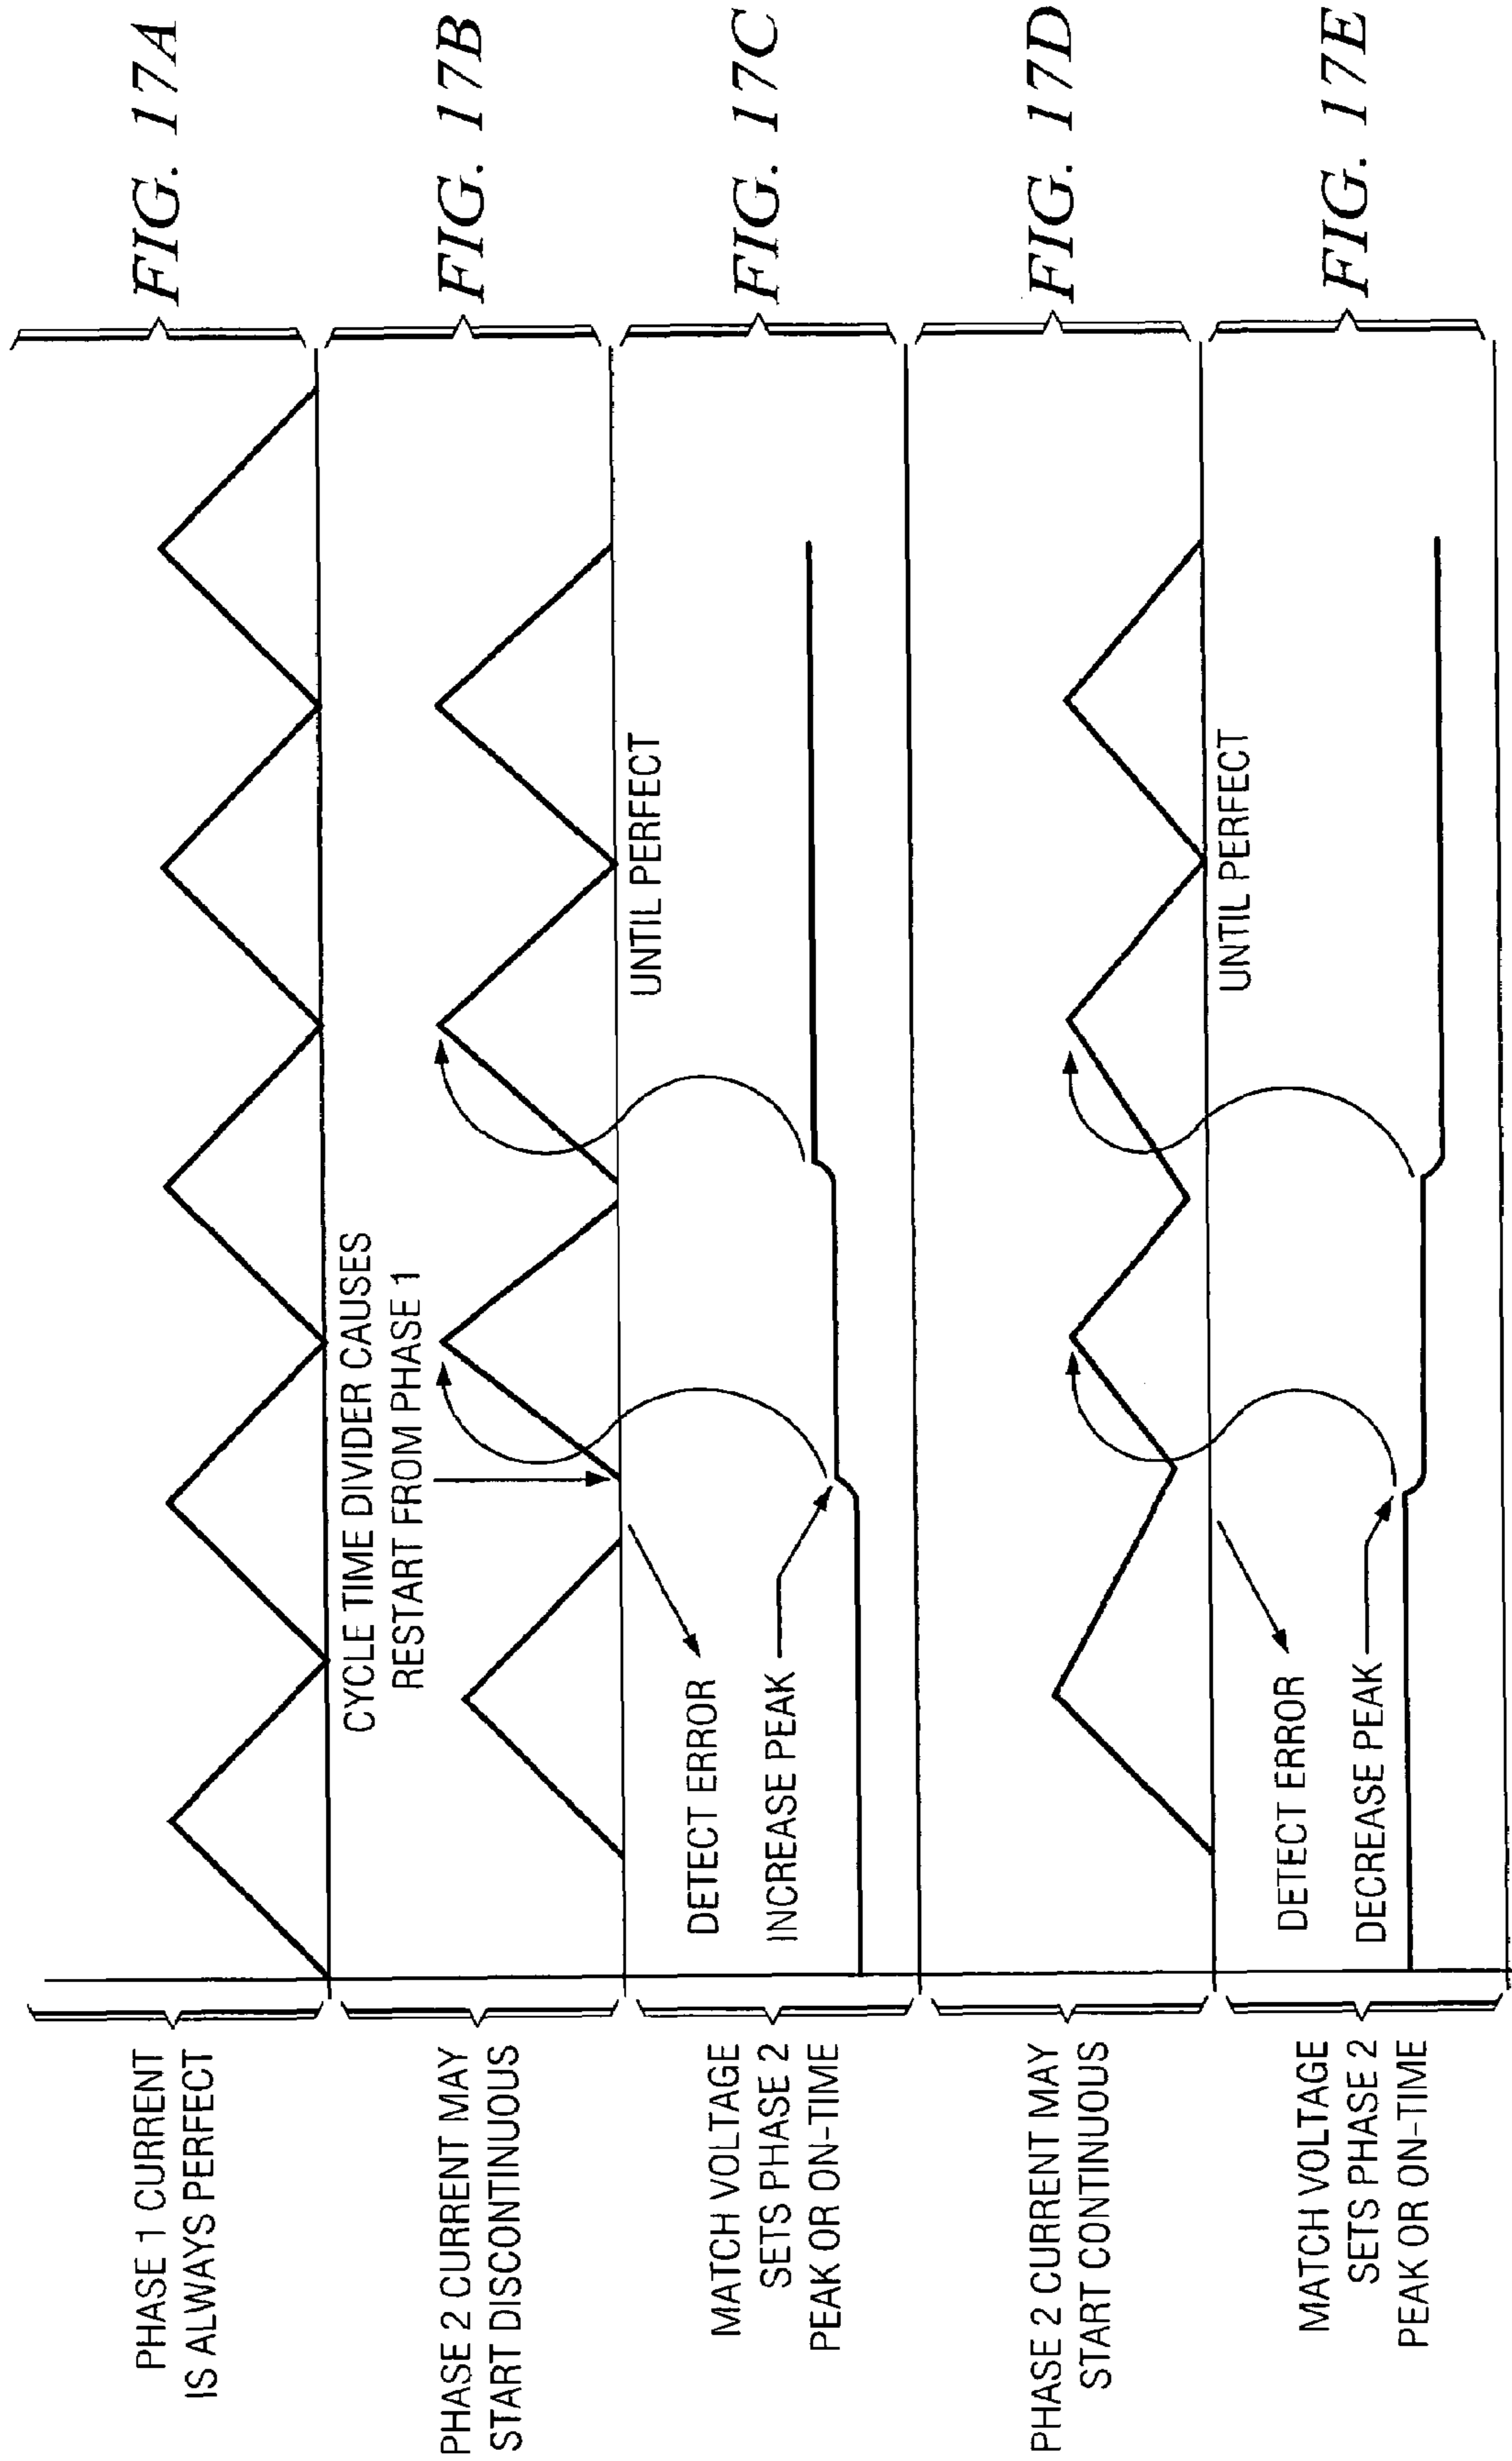 PHASE 1 CURRENT
IS ALWAYS PERFECT
FIG. 17A
CYCLE TIME DIVIDER CAUSES
RESTART FROM PHASE 1
PHASE 2 CURRENT MAY
START DISCONTINUOUS
FIG. 17B
UNTIL PERFECT
DETECT ERROR
INCREASE PEAK
MATCH VOLTAGE
SETS PHASE 2
PEAK OR ON-TIME
FIG. 17C
PHASE 2 CURRENT MAY
START CONTINUOUS
FIG. 17D
UNTIL PERFECT
DETECT ERROR
DECREASE PEAK
MATCH VOLTAGE
SETS PHASE 2
PEAK OR ON-TIME
FIG. 17E